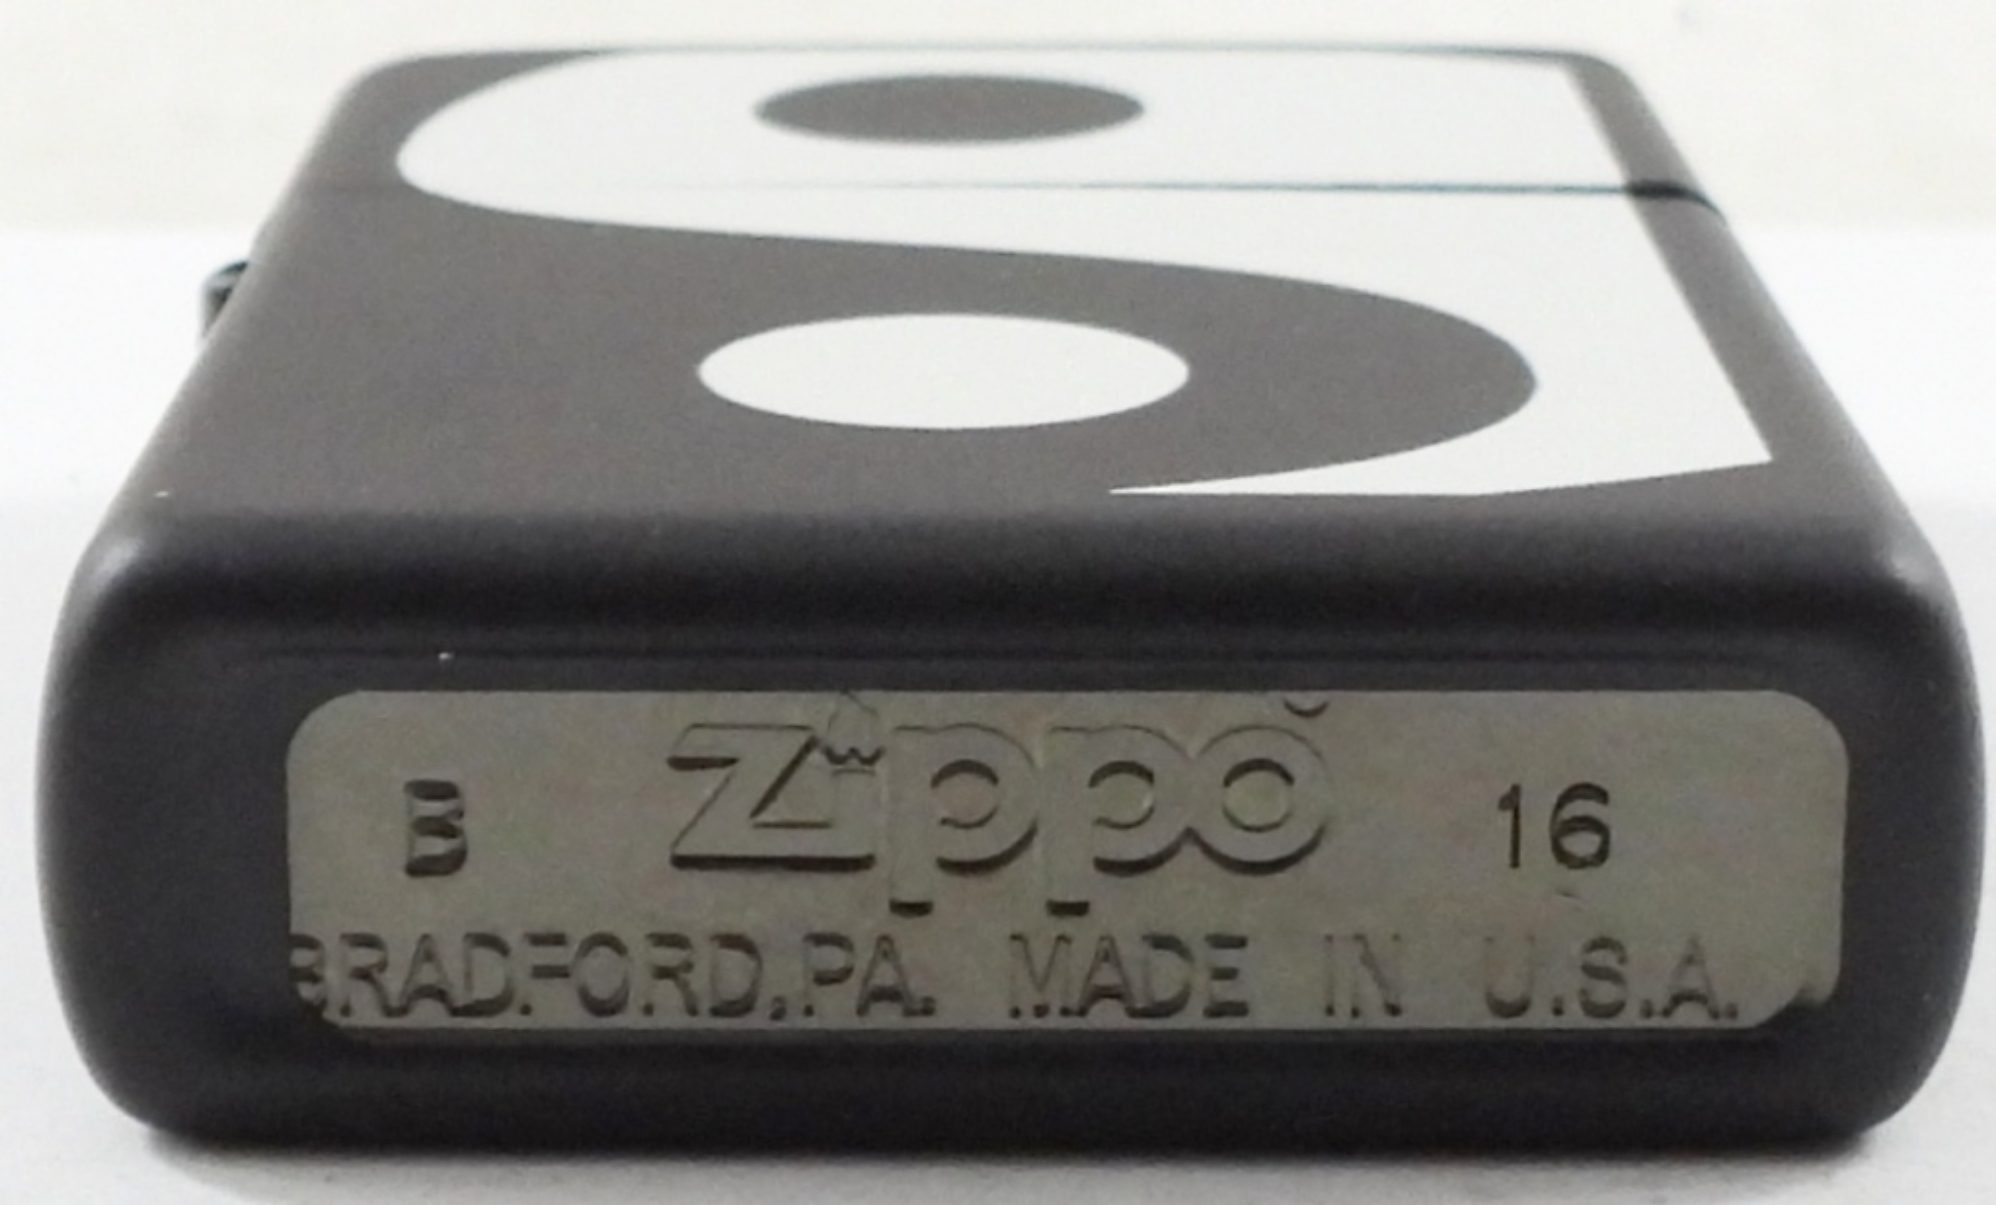 B Zippo 16
BRADFORD,PA. MADE IN U.S.A.